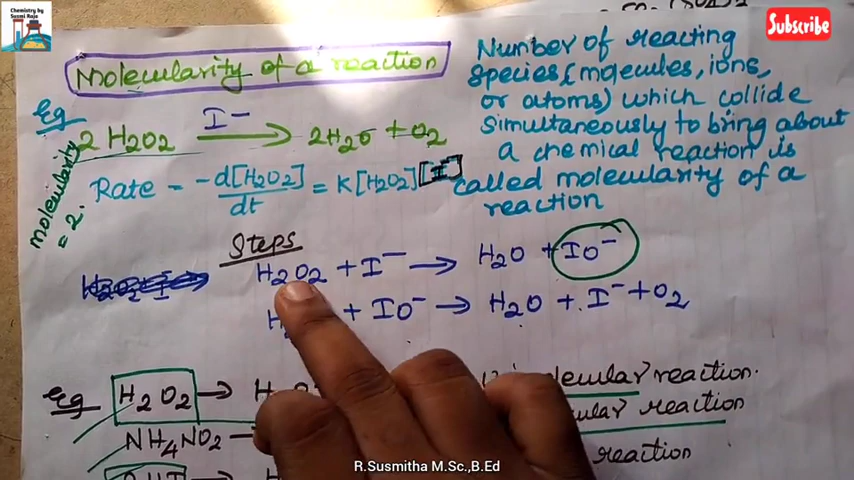 Chemistry by
Susmi Raja
Subscribe
Molecularity of a reaction
Eg
2 H2O2 I⁻ → 2H2O + O2
molecularity
= 2.
Rate = -d[H2O2]/dt = K[H2O2][I⁻]
Number of reacting
species (molecules, ions,
or atoms) which collide
simultaneously to bring about
a chemical reaction is
called molecularity of a
reaction
Steps
H2O2 + I⁻ → H2O + IO⁻
+ IO⁻ → H2O + I⁻ + O2
Eg H2O2 → reaction.
NH4NO2 reaction
reaction
R.Susmitha M.Sc.,B.Ed